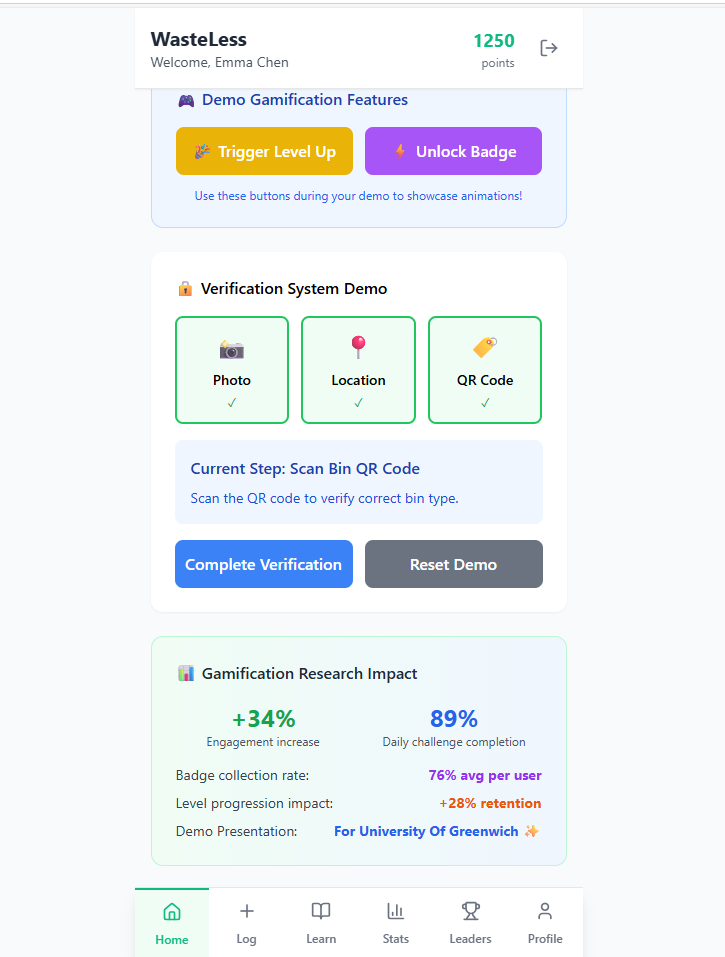 WasteLess
Welcome, Emma Chen
1250
points
Demo Gamification Features
Trigger Level Up
Unlock Badge
Use these buttons during your demo to showcase animations!
Verification System Demo
Photo
✓
Location
✓
QR Code
✓
Current Step: Scan Bin QR Code
Scan the QR code to verify correct bin type.
Complete Verification
Reset Demo
Gamification Research Impact
+34%
Engagement increase
89%
Daily challenge completion
Badge collection rate: 76% avg per user
Level progression impact: +28% retention
Demo Presentation: For University Of Greenwich ✨
Home
Log
Learn
Stats
Leaders
Profile